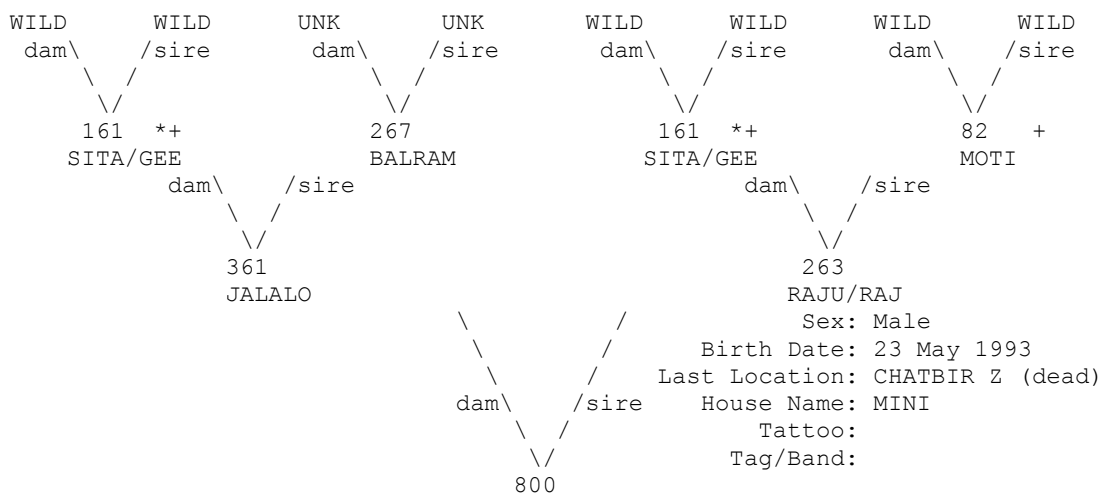 WILD WILD UNK UNK WILD WILD WILD WILD
dam\ /sire dam\ /sire dam\ /sire dam\ /sire
\ / \ / \ / \ /
\/ \/ \/ \/
161 *+ 267 161 *+ 82 +
SITA/GEE BALRAM SITA/GEE MOTI
dam\ /sire dam\ /sire
\ / \ /
\/ \/
361 263
JALALO RAJU/RAJ
\ / Sex: Male
\ / Birth Date: 23 May 1993
\ / Last Location: CHATBIR Z (dead)
dam\ /sire House Name: MINI
\ / Tattoo:
\/ Tag/Band:
800